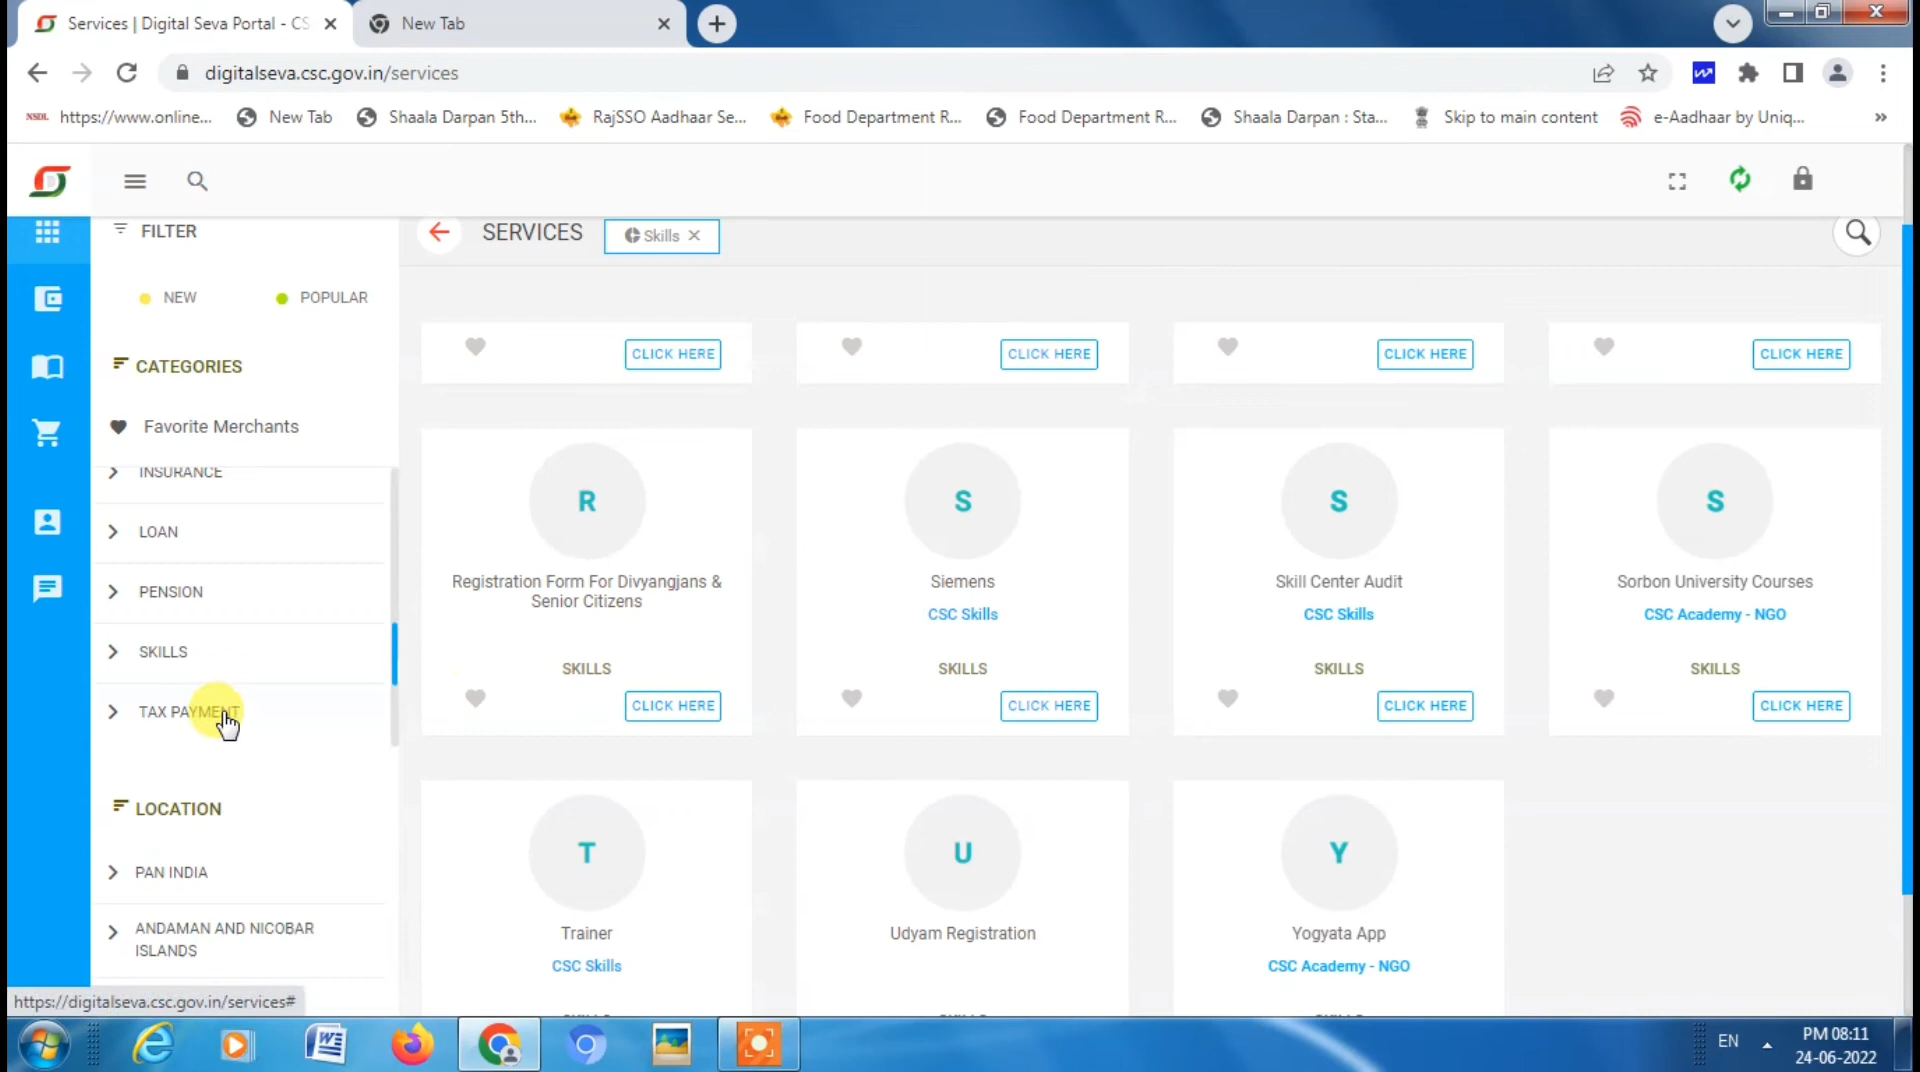 Services | Digital Seva Portal - CS
New Tab
digitalseva.csc.gov.in/services
NSDL https://www.online... New Tab Shaala Darpan 5th... RajSSO Aadhaar Se... Food Department R... Food Department R... Shaala Darpan : Sta... Skip to main content e-Aadhaar by Uniq... »
FILTER
NEW POPULAR
CATEGORIES
Favorite Merchants
INSURANCE
LOAN
PENSION
SKILLS
TAX PAYMENT
LOCATION
PAN INDIA
ANDAMAN AND NICOBAR
ISLANDS
https://digitalseva.csc.gov.in/services#
SERVICES Skills ×
CLICK HERE CLICK HERE CLICK HERE CLICK HERE
R
Registration Form For Divyangjans &
Senior Citizens
SKILLS
CLICK HERE
S
Siemens
CSC Skills
SKILLS
CLICK HERE
S
Skill Center Audit
CSC Skills
SKILLS
CLICK HERE
S
Sorbon University Courses
CSC Academy - NGO
SKILLS
CLICK HERE
T
Trainer
CSC Skills
U
Udyam Registration
Y
Yogyata App
CSC Academy - NGO
EN
PM 08:11
24-06-2022